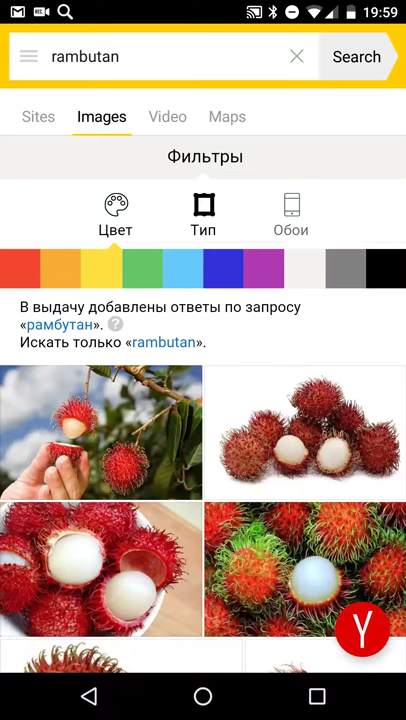 19:59
rambutan
Search
Sites Images Video Maps
Фильтры
Цвет Тип Обои
В выдачу добавлены ответы по запросу
«рамбутан». ?
Искать только «rambutan».
Y